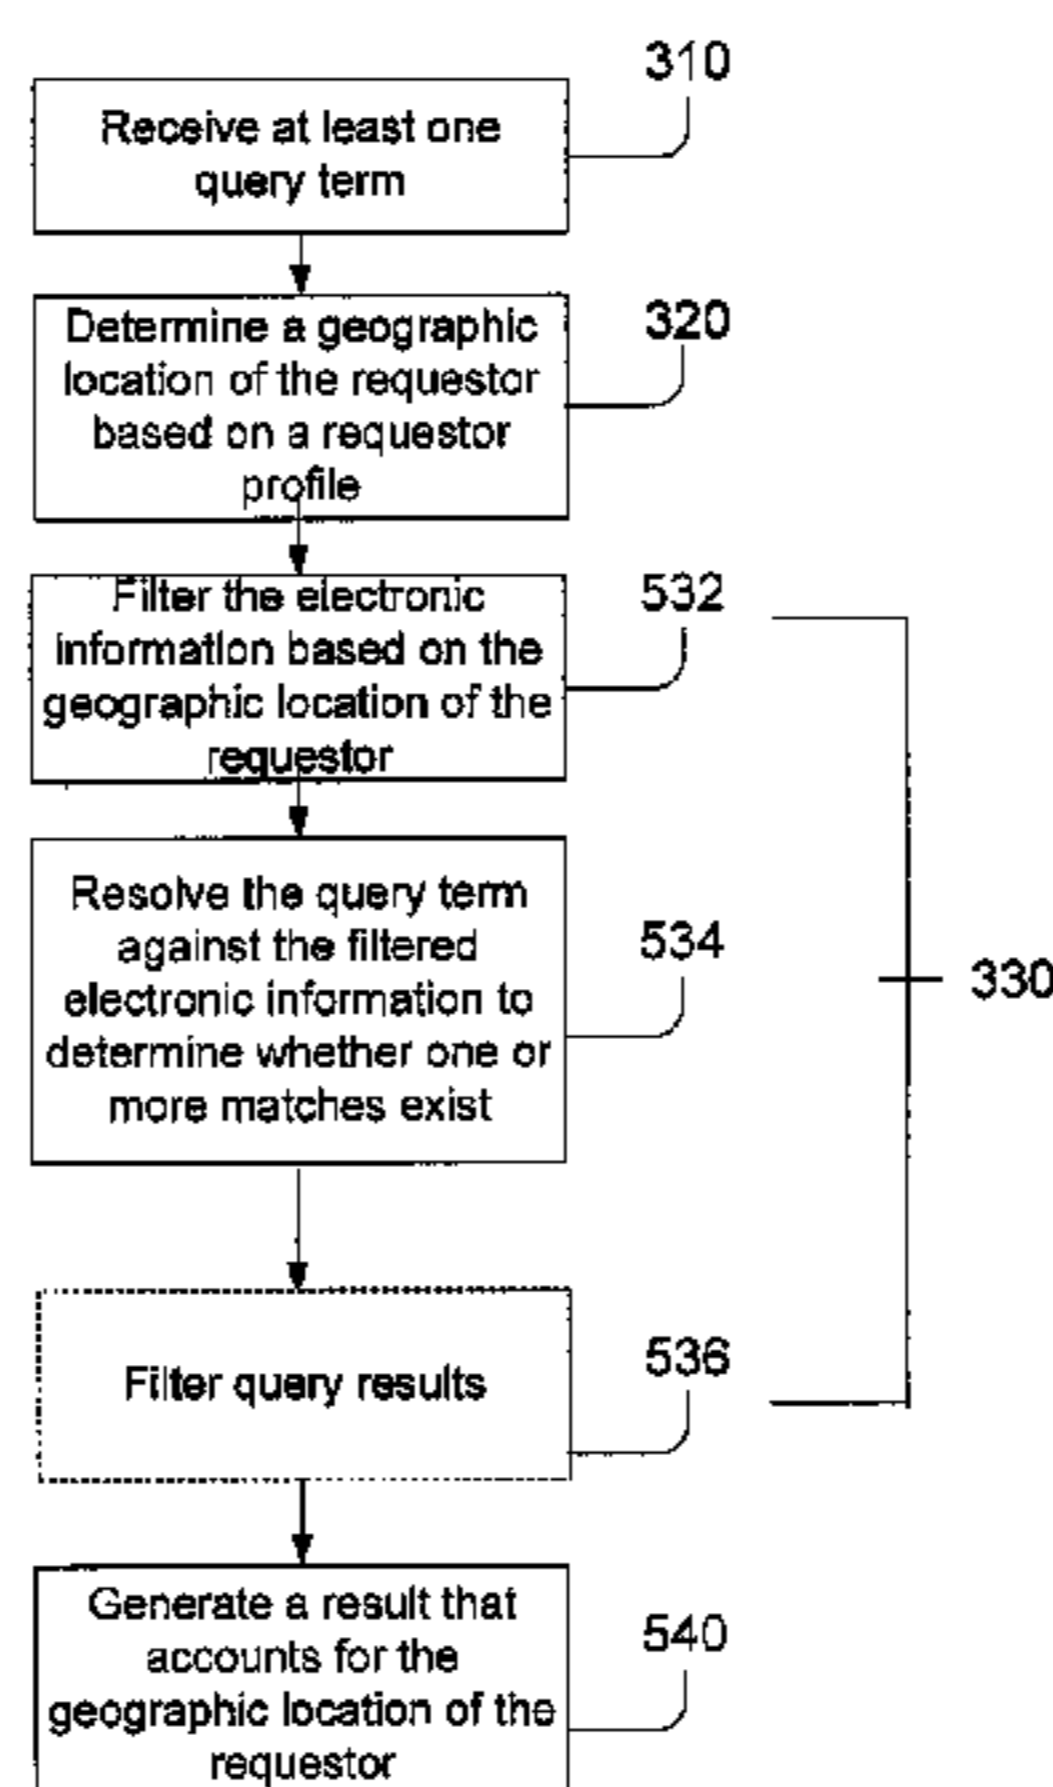 310
Receive at least one
query term
320
Determine a geographic
location of the requestor
based on a requestor
profile
532
Filter the electronic
information based on the
geographic location of the
requestor
534
Resolve the query term
against the filtered
electronic information to
determine whether one or
more matches exist
330
536
Filter query results
540
Generate a result that
accounts for the
geographic location of the
requestor